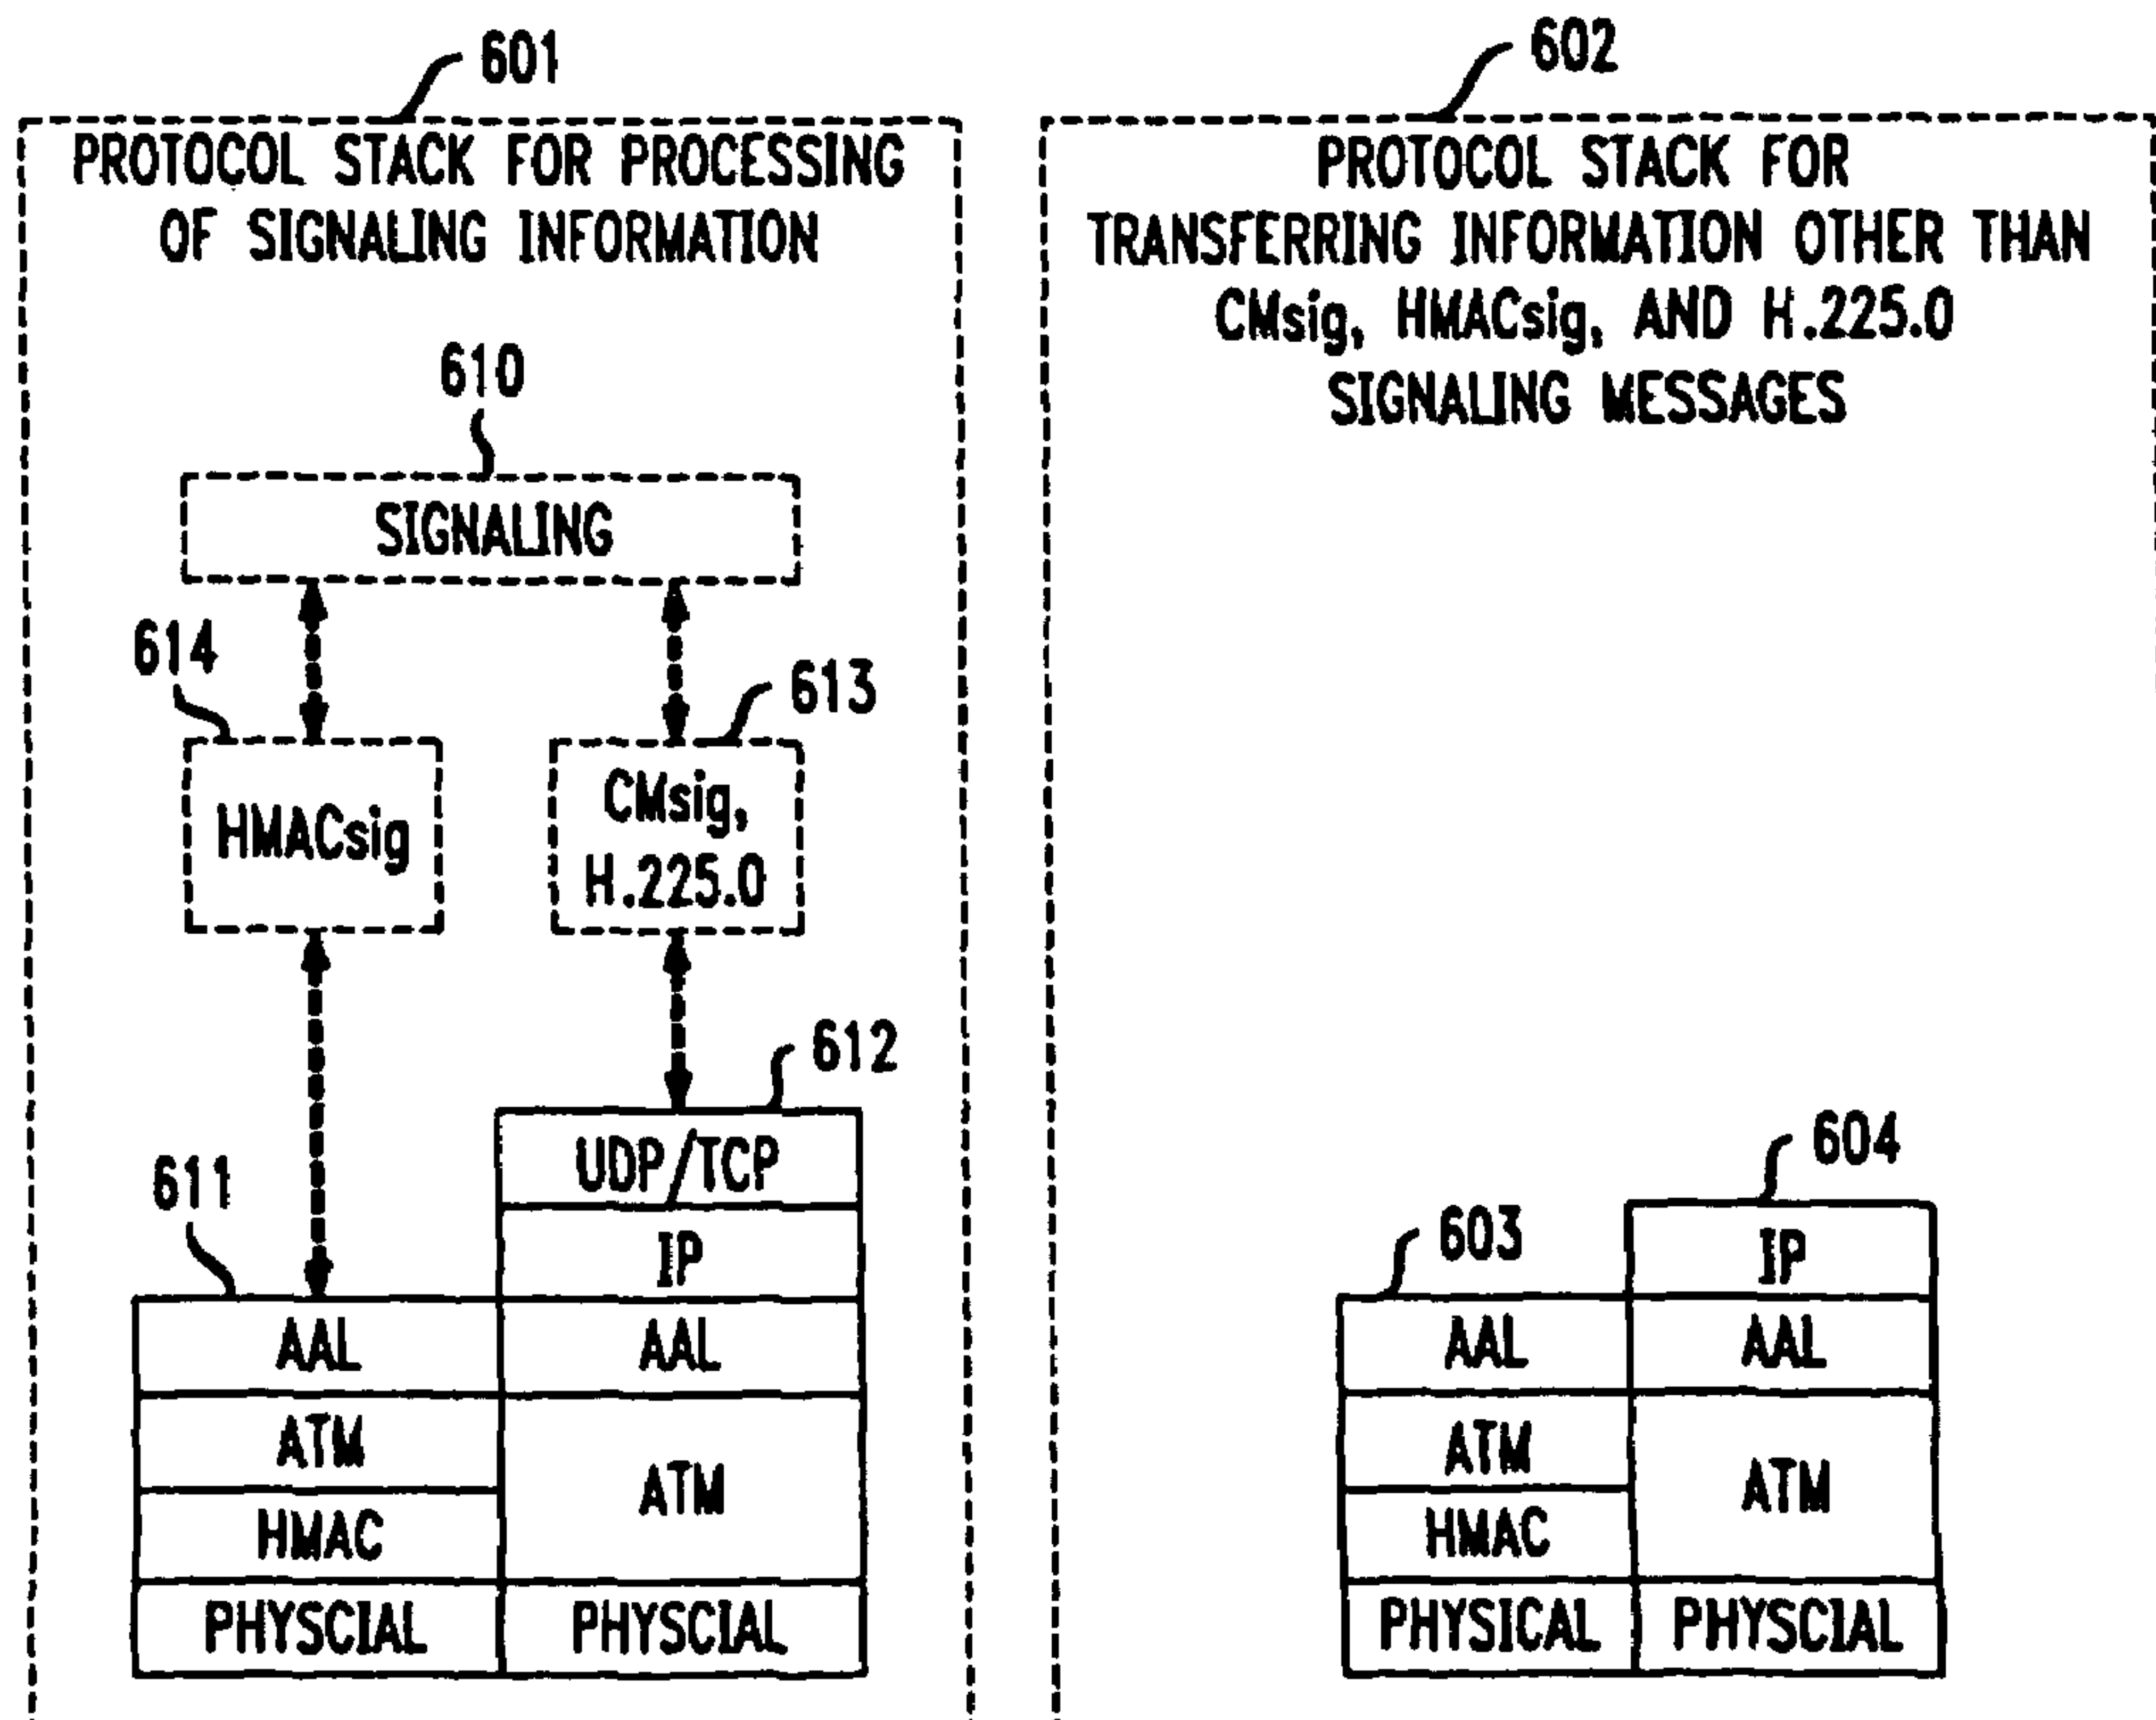 601
PROTOCOL STACK FOR PROCESSING
OF SIGNALING INFORMATION
610
SIGNALING
614
613
HMACsig
CMsig,
H.225.0
612
611
UDP/TCP
IP
AAL
AAL
ATM
HMAC
ATM
PHYSCIAL
PHYSCIAL
602
PROTOCOL STACK FOR
TRANSFERRING INFORMATION OTHER THAN
CMsig, HMACsig, AND H.225.0
SIGNALING MESSAGES
604
603
IP
AAL
AAL
ATM
HMAC
ATM
PHYSICAL
PHYSCIAL